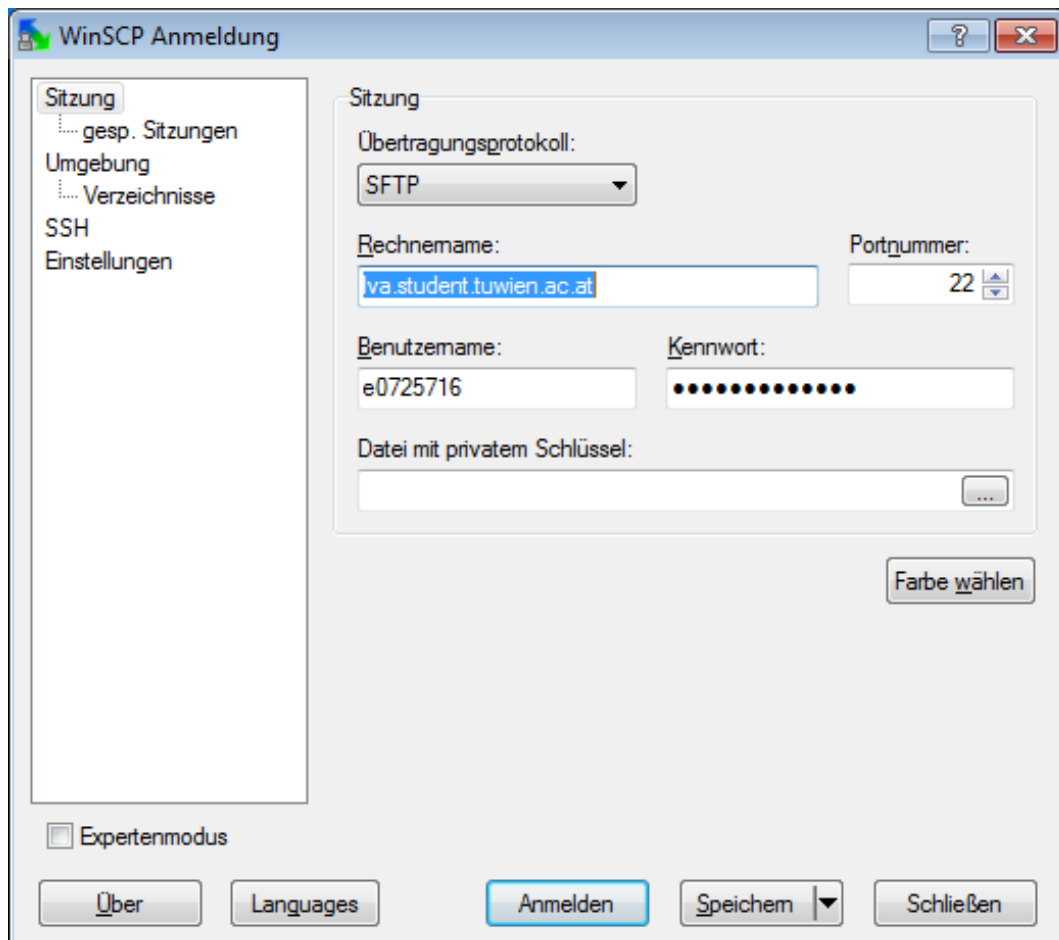 WinSCP Anmeldung
Sitzung
gesp. Sitzungen
Umgebung
Verzeichnisse
SSH
Einstellungen
Sitzung
Übertragungsprotokoll:
SFTP
Rechnername: Portnummer:
lva.student.tuwien.ac.at 22
Benutzername: Kennwort:
e0725716 •••••••••••••
Datei mit privatem Schlüssel:
...
Farbe wählen
Expertenmodus
Über Languages Anmelden Speichern Schließen